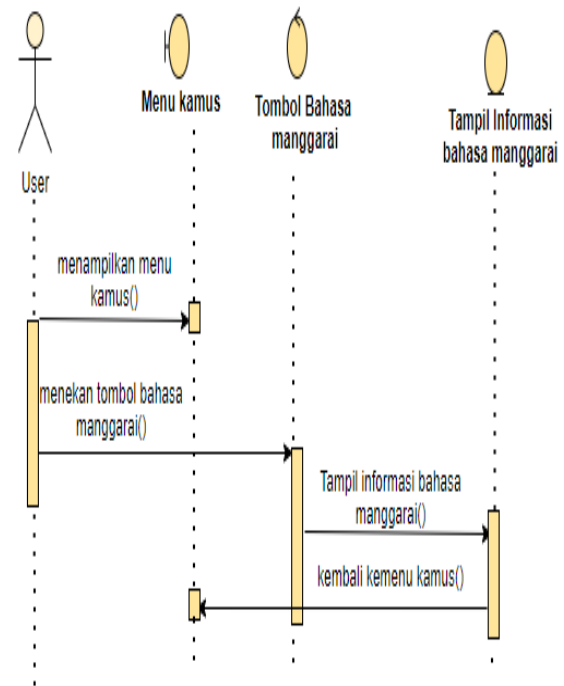 Menu kamus
Tombol Bahasa
manggarai
Tampil Informasi
bahasa manggarai
User
menampilkan menu
kamus()
menekan tombol bahasa
manggarai()
Tampil informasi bahasa
manggarai()
kembali kemenu kamus()